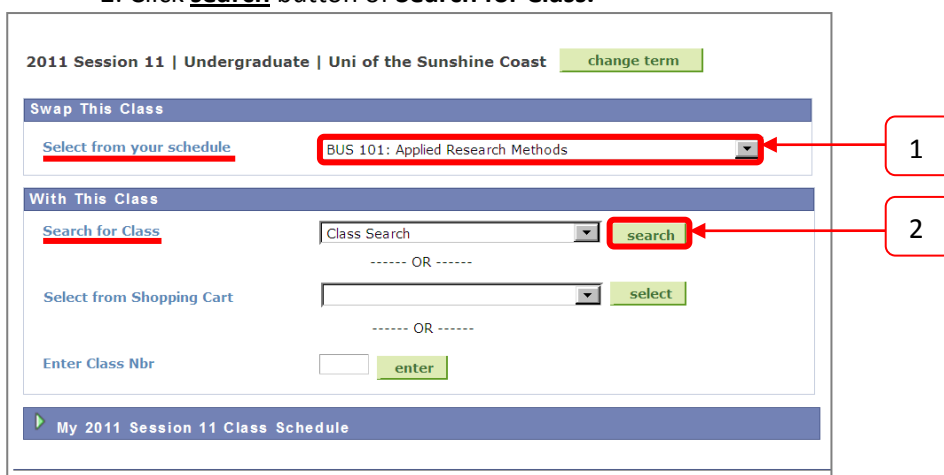 2. Click search button of Search for Class.
2011 Session 11 | Undergraduate | Uni of the Sunshine Coast change term
Swap This Class
Select from your schedule BUS 101: Applied Research Methods
1
With This Class
Search for Class Class Search search
2
------ OR ------
Select from Shopping Cart select
------ OR ------
Enter Class Nbr enter
My 2011 Session 11 Class Schedule